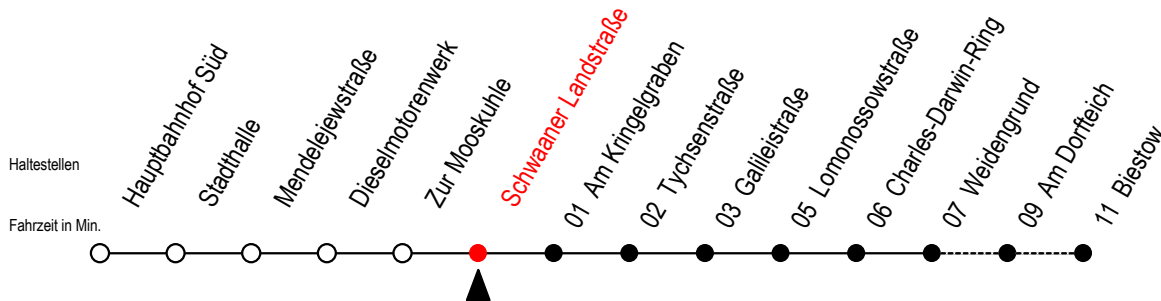 Hauptbahnhof Süd
Stadthalle
Mendelejewstraße
Dieselmotorenwerk
Zur Mooskuhle
Schwaaner Landstraße
01 Am Kringelgraben
02 Tychsenstraße
03 Galileistraße
05 Lomonossowstraße
06 Charles-Darwin-Ring
07 Weidengrund
09 Am Dorfteich
11 Biestow
Haltestellen
Fahrzeit in Min.